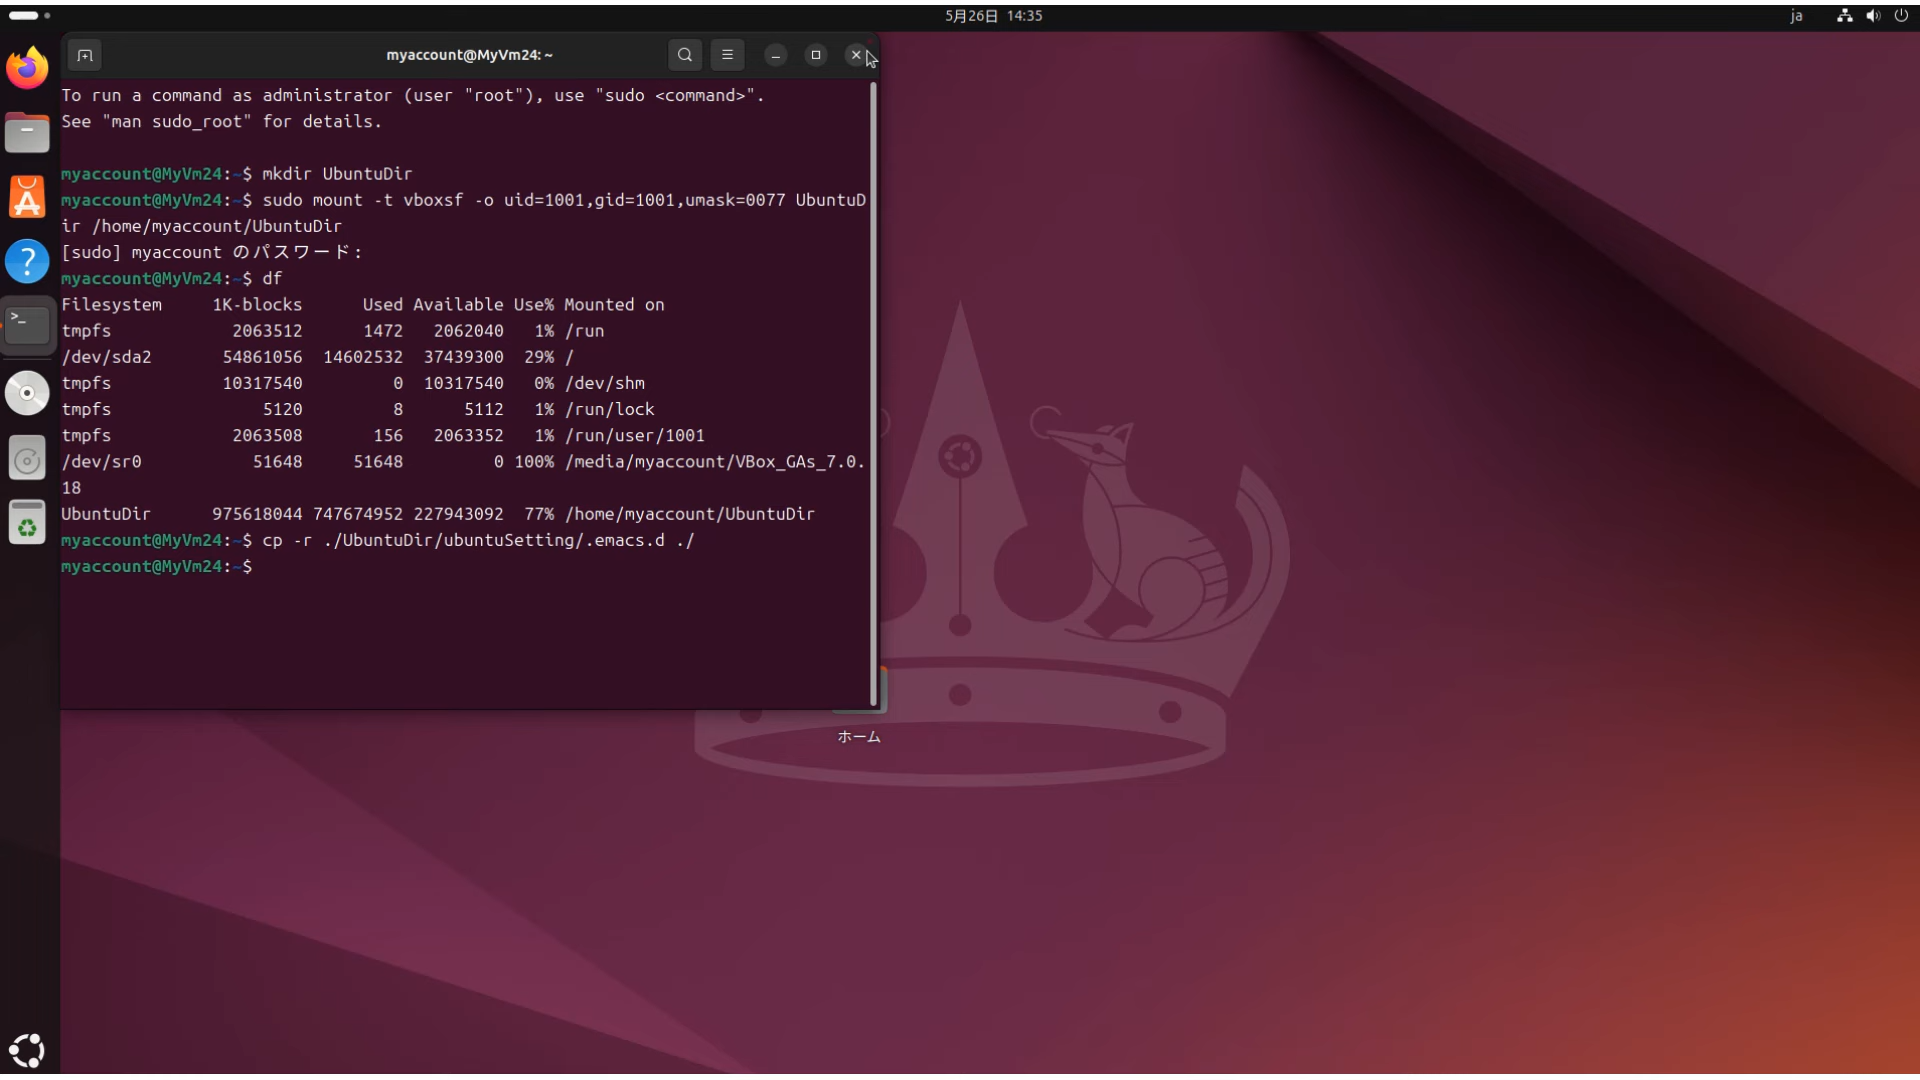 5月26日 14:35
ja
myaccount@MyVm24: ~
To run a command as administrator (user "root"), use "sudo <command>".
See "man sudo_root" for details.
myaccount@MyVm24:~$ mkdir UbuntuDir
myaccount@MyVm24:~$ sudo mount -t vboxsf -o uid=1001,gid=1001,umask=0077 UbuntuD
ir /home/myaccount/UbuntuDir
[sudo] myaccount のパスワード:
myaccount@MyVm24:~$ df
Filesystem 1K-blocks Used Available Use% Mounted on
tmpfs 2063512 1472 2062040 1% /run
/dev/sda2 54861056 14602532 37439300 29% /
tmpfs 10317540 0 10317540 0% /dev/shm
tmpfs 5120 8 5112 1% /run/lock
tmpfs 2063508 156 2063352 1% /run/user/1001
/dev/sr0 51648 51648 0 100% /media/myaccount/VBox_GAs_7.0.
18
UbuntuDir 975618044 747674952 227943092 77% /home/myaccount/UbuntuDir
myaccount@MyVm24:~$ cp -r ./UbuntuDir/ubuntuSetting/.emacs.d ./
myaccount@MyVm24:~$
ホーム